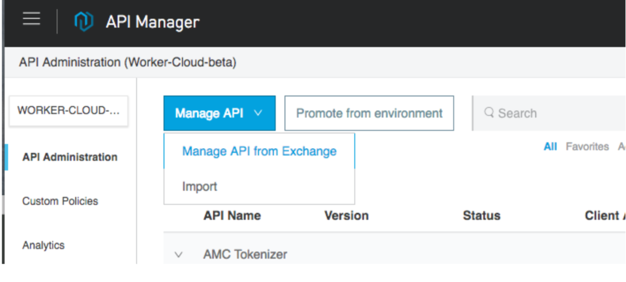 API Manager
API Administration (Worker-Cloud-beta)
WORKER-CLOUD-...
Manage API
Promote from environment
Search
Manage API from Exchange
All Favorites A
API Administration
Import
Custom Policies
API Name Version Status Client
Analytics
AMC Tokenizer